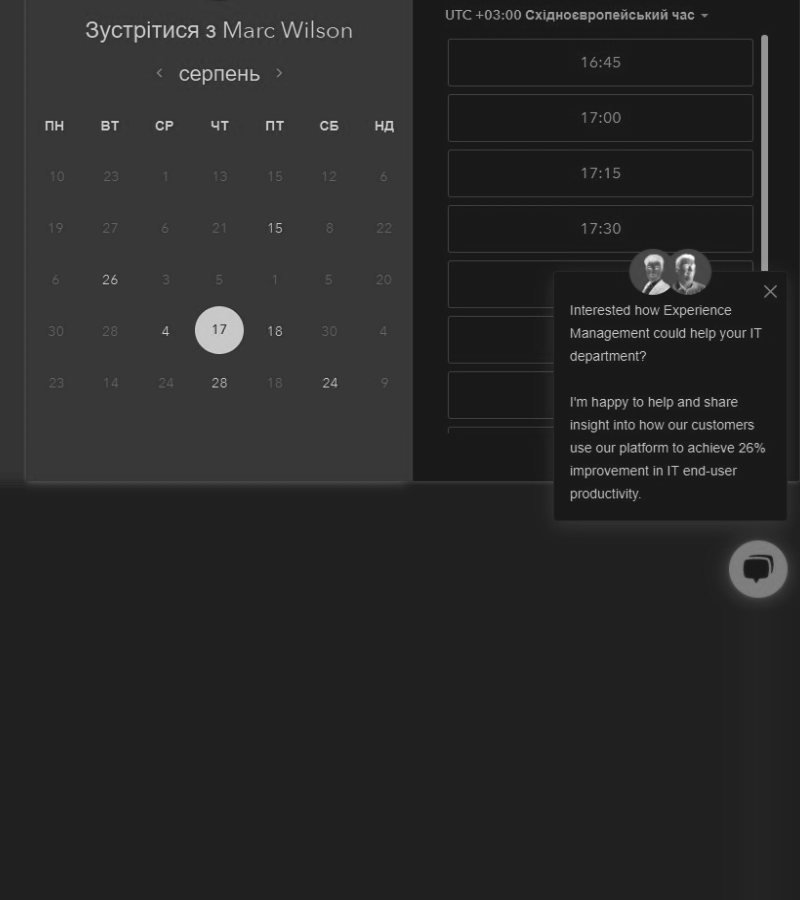 Зустрітися з Marc Wilson
серпень
ПН ВТ СР ЧТ ПТ СБ НД
10 23 1 13 15 12 6
19 27 6 21 15 8 22
6 26 3 5 1 5 20
30 28 4 17 18 30 4
23 14 24 28 18 24 9
UTC +03:00 Східноєвропейський час
16:45
17:00
17:15
17:30
Interested how Experience
Management could help your IT
department?
I'm happy to help and share
insight into how our customers
use our platform to achieve 26%
improvement in IT end-user
productivity.